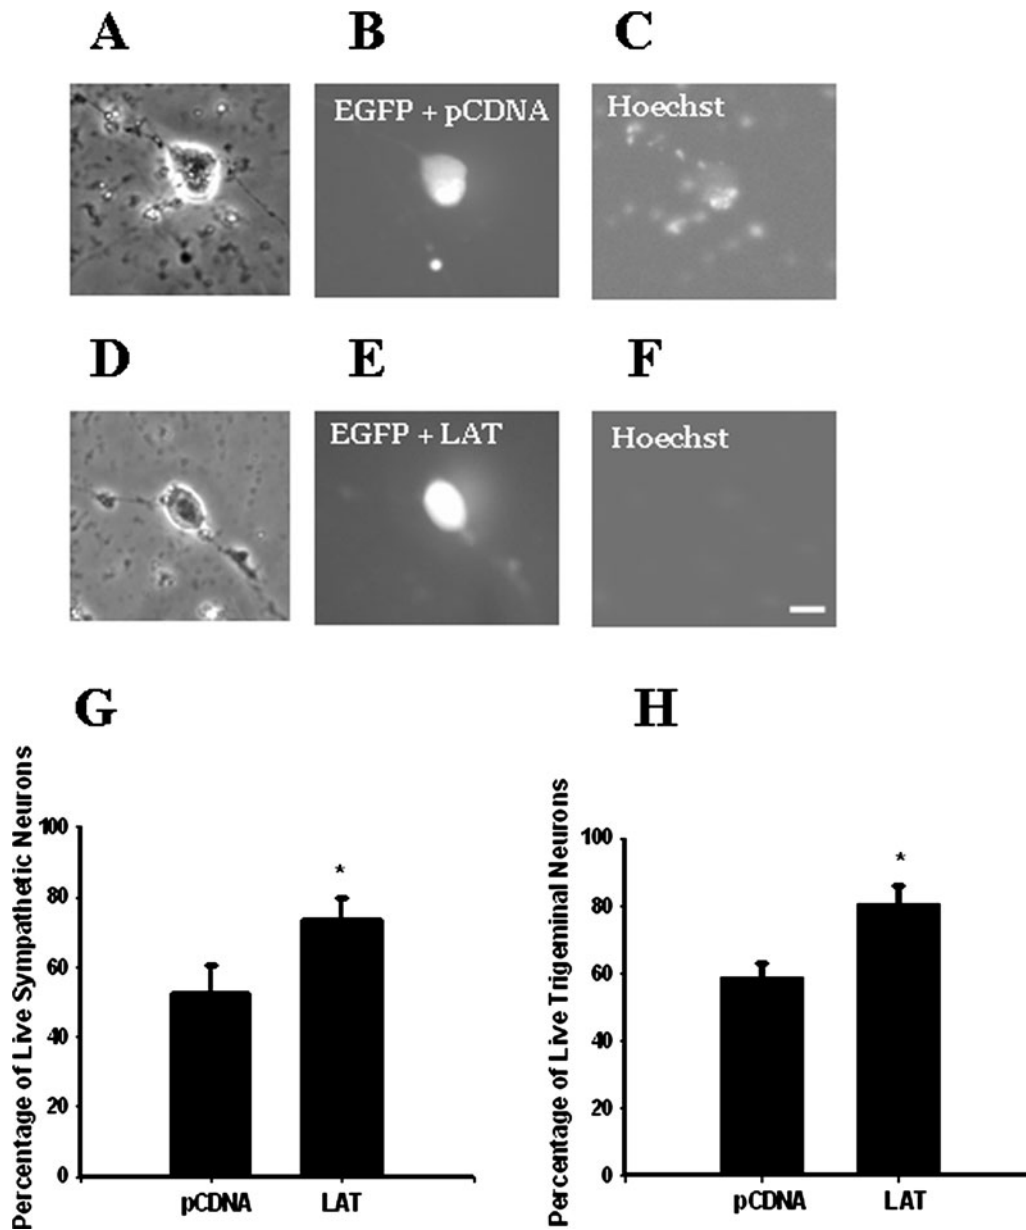 A
B
C
EGFP + pCDNA
Hoechst
D
E
F
EGFP + LAT
Hoechst
G
H
Percentage of Live Sympathetic Neurons
100
80
60
40
20
0
*
pCDNA
LAT
Percentage of Live Trigeminal Neurons
100
80
60
40
20
0
*
pCDNA
LAT